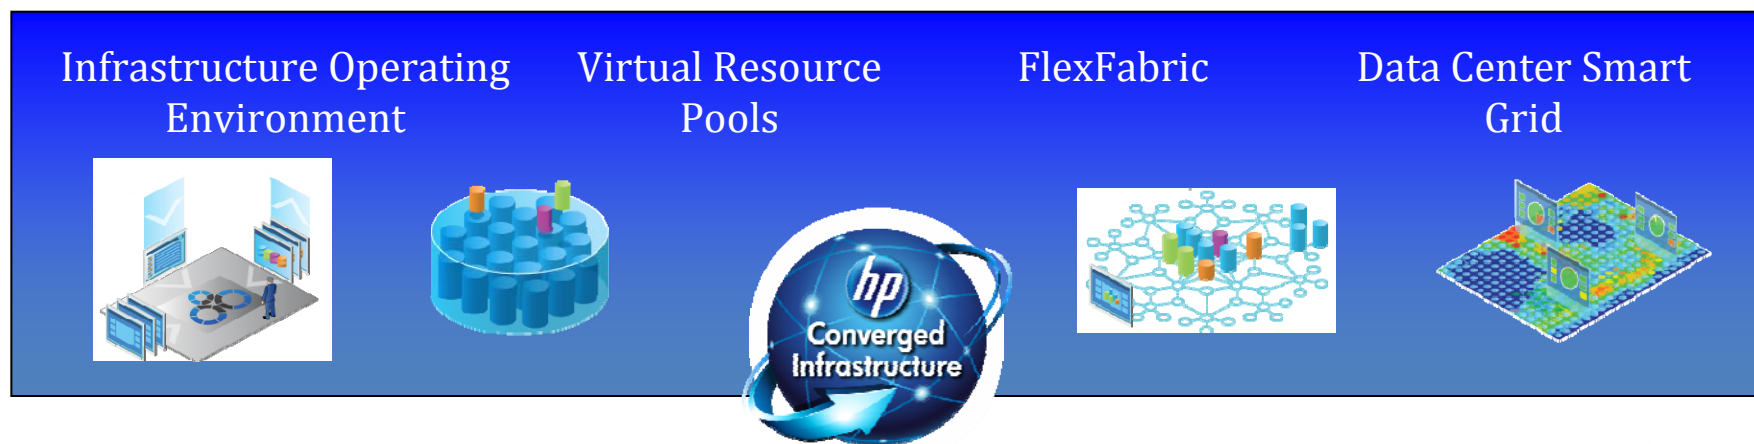 Infrastructure Operating
Environment
Virtual Resource
Pools
FlexFabric
Data Center Smart
Grid
hp
Converged
Infrastructure